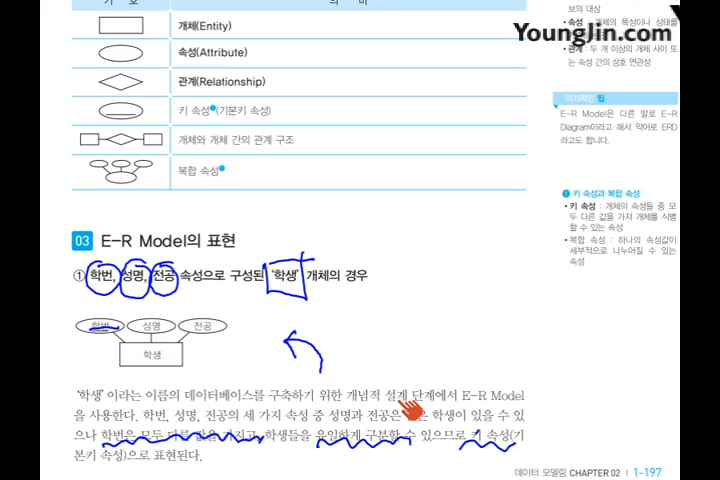 기 호 의 미
개체(Entity)
속성(Attribute)
관계(Relationship)
키 속성❶(기본키 속성)
개체와 개체 간의 관계 구조
복합 속성❶
03 E-R Model의 표현
① 학번, 성명, 전공 속성으로 구성된 '학생' 개체의 경우
학번 성명 전공
학생
'학생'이라는 이름의 데이터베이스를 구축하기 위한 개념적 설계 단계에서 E-R Model
을 사용한다. 학번, 성명, 전공의 세 가지 속성 중 성명과 전공은 학생이 있을 수 있
으나 학번은 모두 다른 값을 가지고, 학생들을 유일하게 구분할 수 있으므로 키 속성(기
본키 속성)으로 표현된다.
보의 대상
• 속성 : 개체의 특성이나 상태를
YoungJin.com
• 관계 : 두 개 이상의 개체 사이 또
는 속성 간의 상호 연관성
이기적인 팁
E-R Model은 다른 말로 E-R
Diagram이라고 해서 약어로 ERD
라고도 합니다.
❶ 키 속성과 복합 속성
• 키 속성 : 개체의 속성들 중 모
두 다른 값을 가져 개체를 식별
할 수 있는 속성
• 복합 속성 : 하나의 속성값이
세부적으로 나누어질 수 있는
속성
데이터 모델링 CHAPTER 02 | 1-197